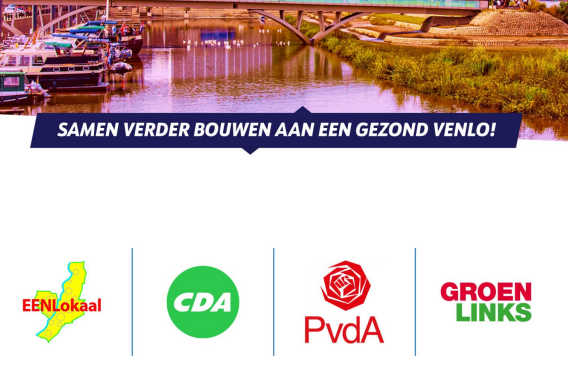 SAMEN VERDER BOUWEN AAN EEN GEZOND VENLO!
EENLokaal
CDA
PvdA
GROEN
LINKS